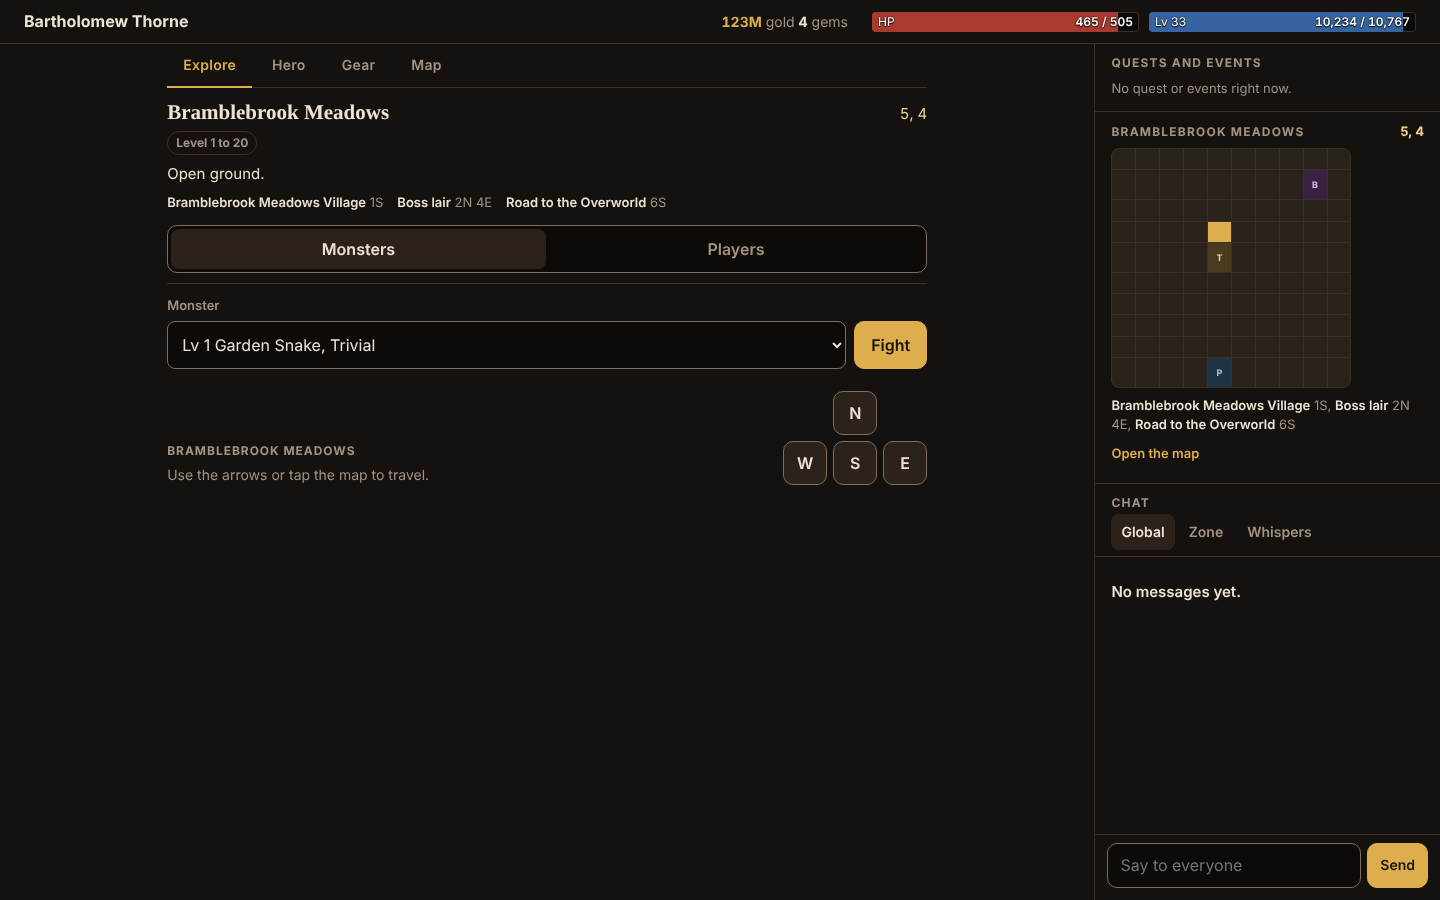 Bartholomew Thorne
123M gold 4 gems
HP 465 / 505
Lv 33 10,234 / 10,767
Explore Hero Gear Map
Bramblebrook Meadows 5, 4
Level 1 to 20
Open ground.
Bramblebrook Meadows Village 1S Boss lair 2N 4E Road to the Overworld 6S
Monsters Players
Monster
Lv 1 Garden Snake, Trivial Fight
N
W S E
BRAMBLEBROOK MEADOWS
Use the arrows or tap the map to travel.
QUESTS AND EVENTS
No quest or events right now.
BRAMBLEBROOK MEADOWS 5, 4
B
T
P
Bramblebrook Meadows Village 1S, Boss lair 2N
4E, Road to the Overworld 6S
Open the map
CHAT
Global Zone Whispers
No messages yet.
Say to everyone Send